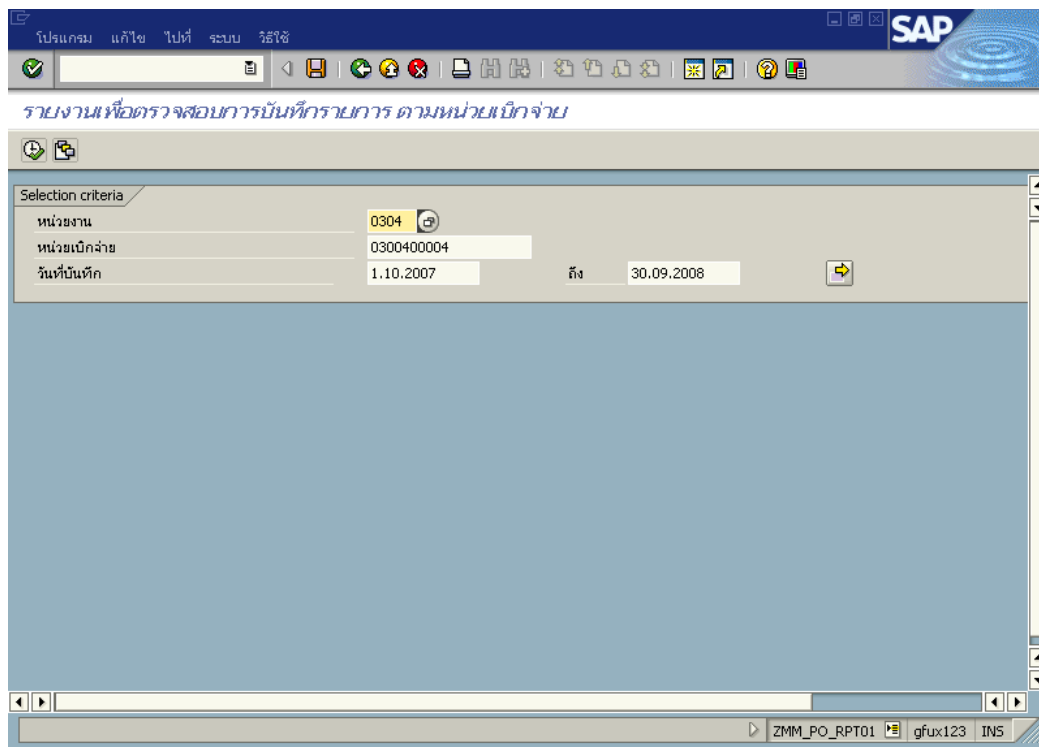 โปรแกรม แก้ไข ไปที่ ระบบ วิธีใช้
SAP
รายงานเพื่อตรวจสอบการบันทึกรายการ ตามหน่วยเบิกจ่าย
Selection criteria
หน่วยงาน 0304
หน่วยเบิกจ่าย 0300400004
วันที่บันทึก 1.10.2007 ถึง 30.09.2008
ZMM_PO_RPT01 gfux123 INS